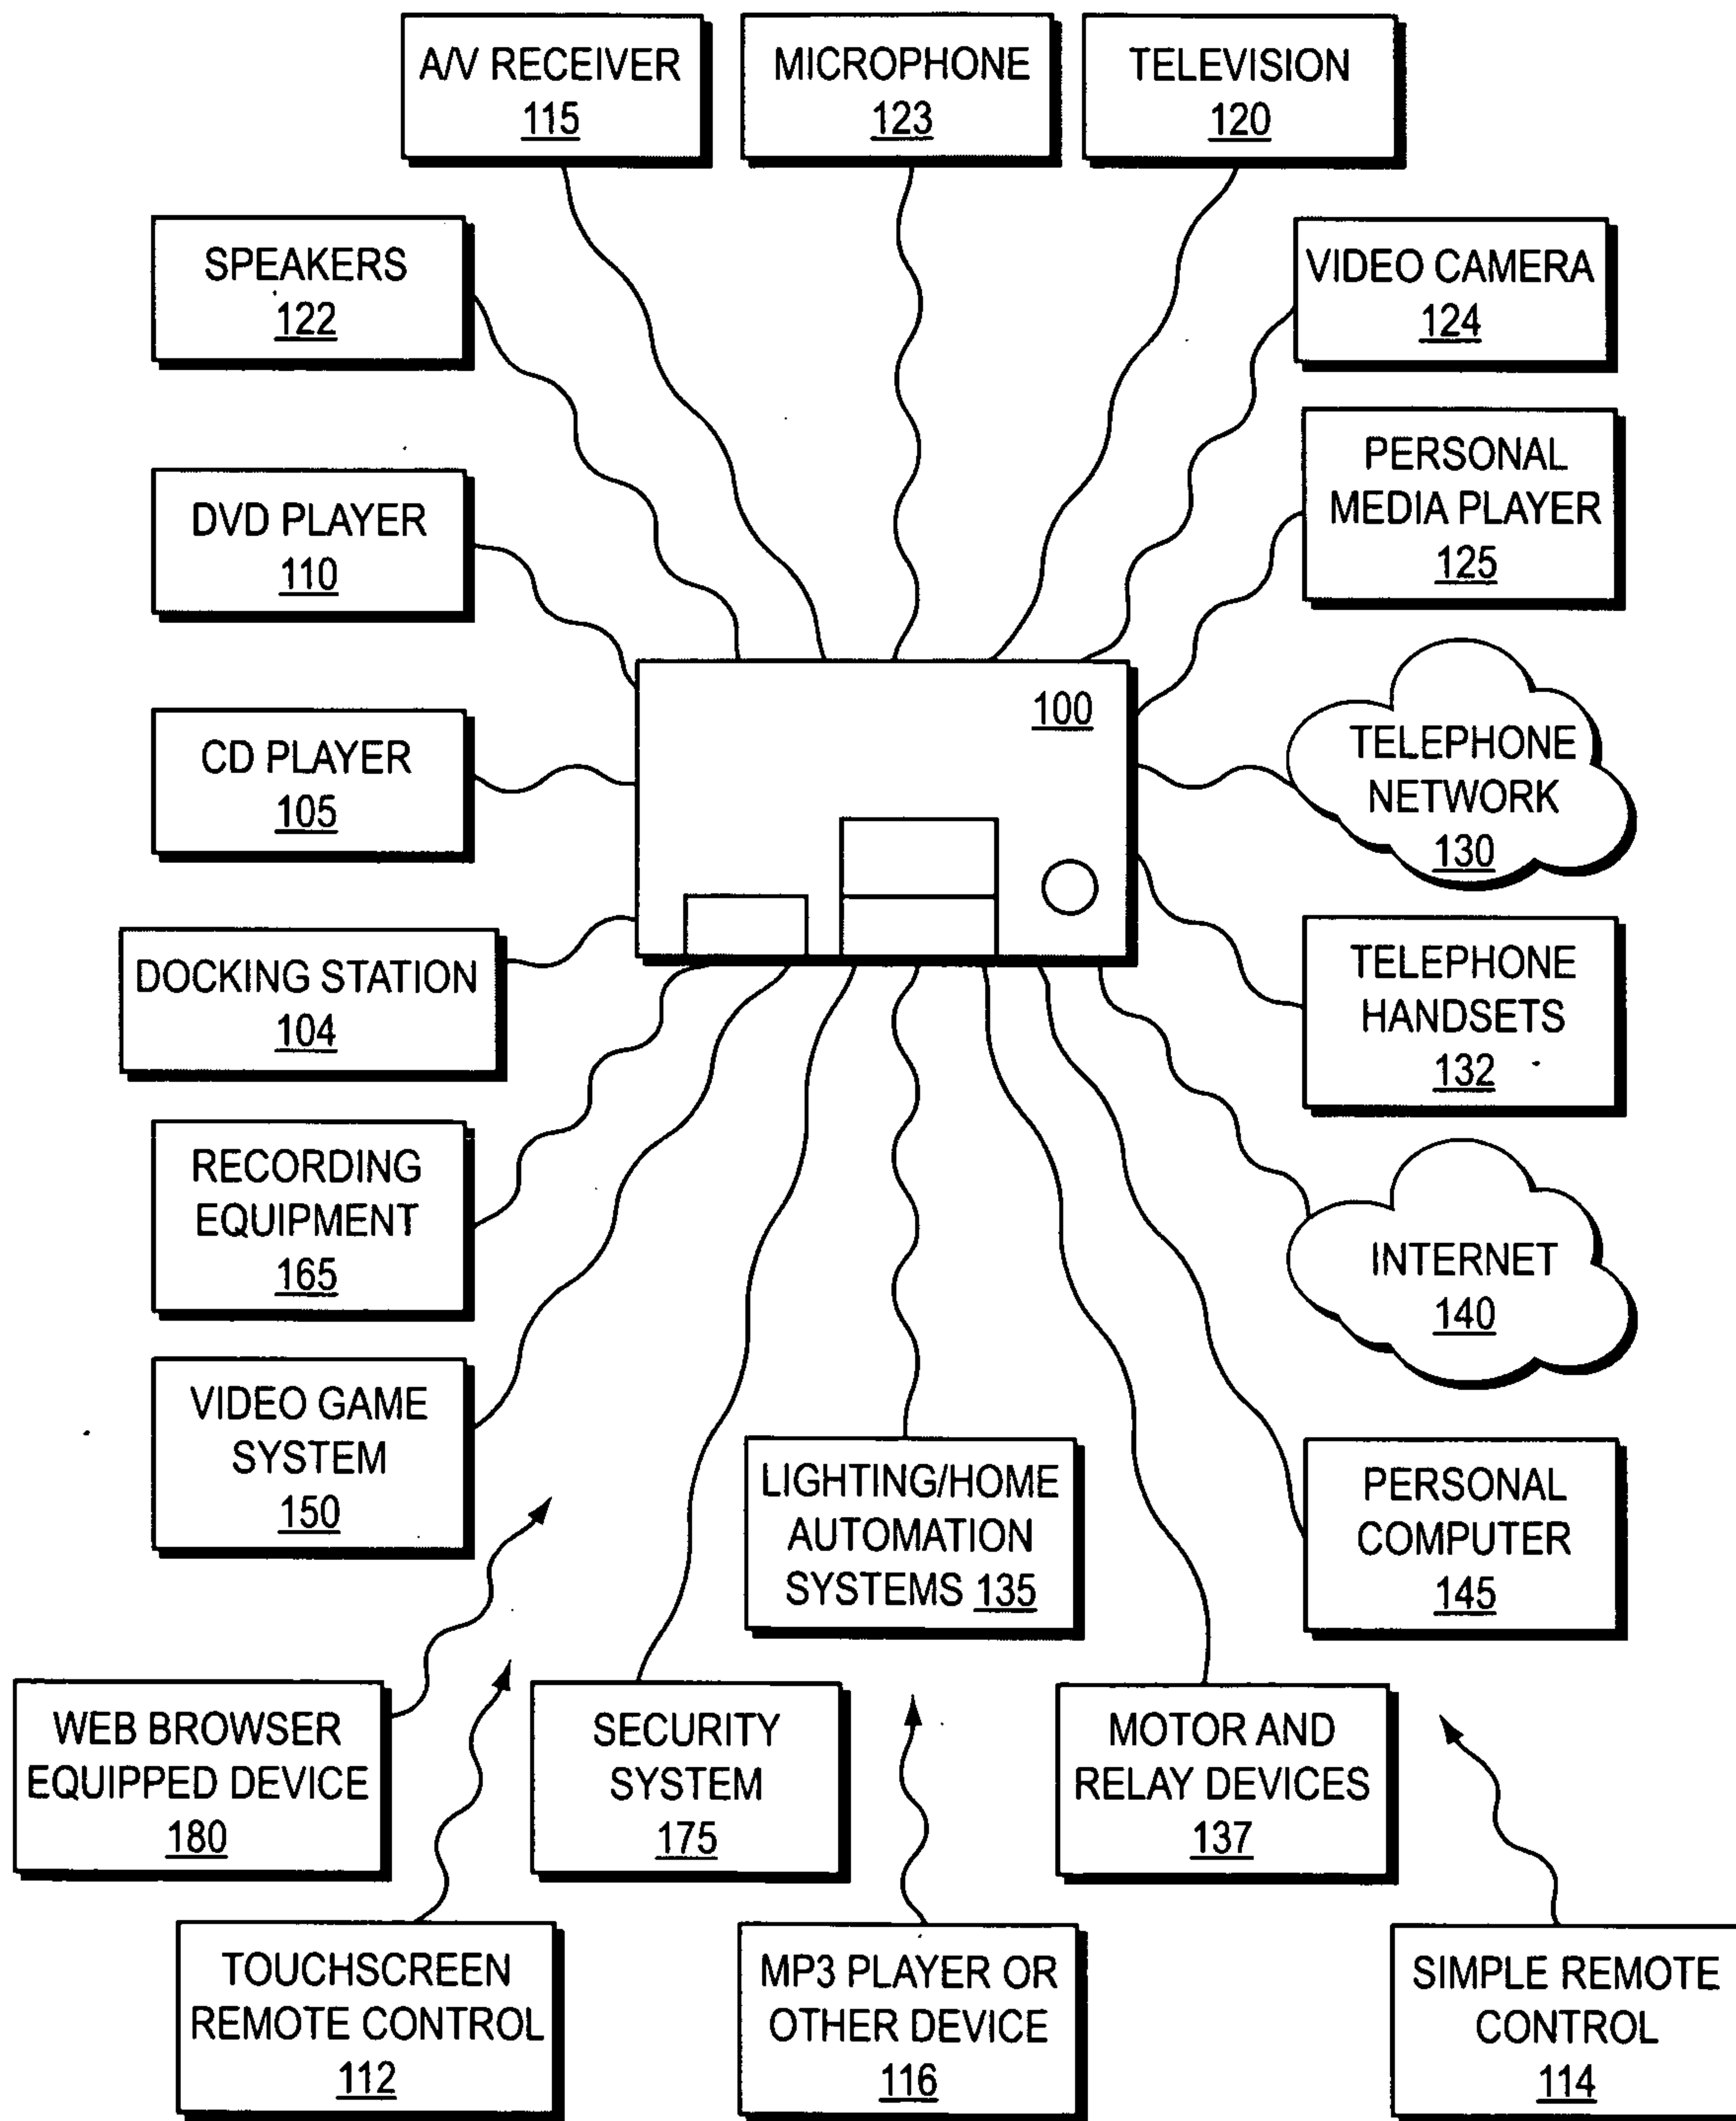 A/V RECEIVER
115
MICROPHONE
123
TELEVISION
120
SPEAKERS
122
VIDEO CAMERA
124
DVD PLAYER
110
PERSONAL
MEDIA PLAYER
125
100
CD PLAYER
105
TELEPHONE
NETWORK
130
DOCKING STATION
104
TELEPHONE
HANDSETS
132
RECORDING
EQUIPMENT
165
INTERNET
140
VIDEO GAME
SYSTEM
150
LIGHTING/HOME
AUTOMATION
SYSTEMS 135
PERSONAL
COMPUTER
145
WEB BROWSER
EQUIPPED DEVICE
180
SECURITY
SYSTEM
175
MOTOR AND
RELAY DEVICES
137
TOUCHSCREEN
REMOTE CONTROL
112
MP3 PLAYER OR
OTHER DEVICE
116
SIMPLE REMOTE
CONTROL
114